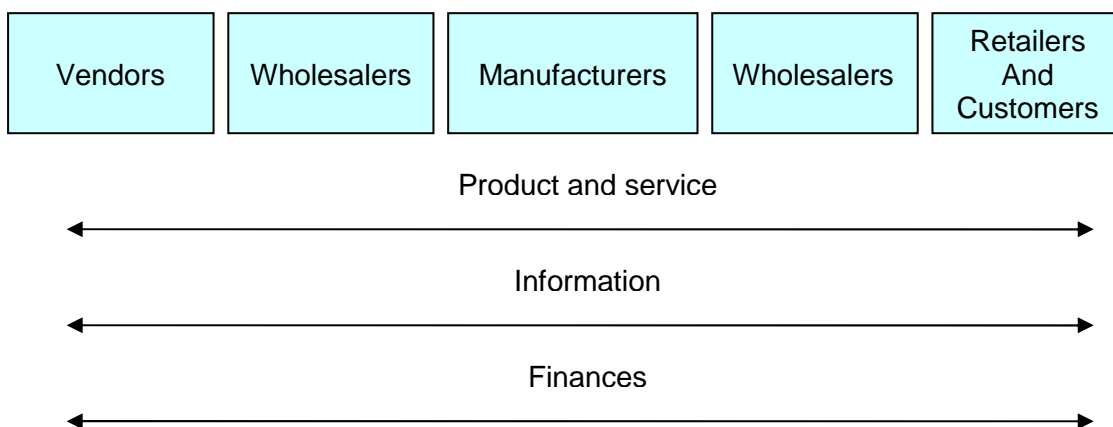 Vendors
Wholesalers
Manufacturers
Wholesalers
Retailers
And
Customers
Product and service
Information
Finances